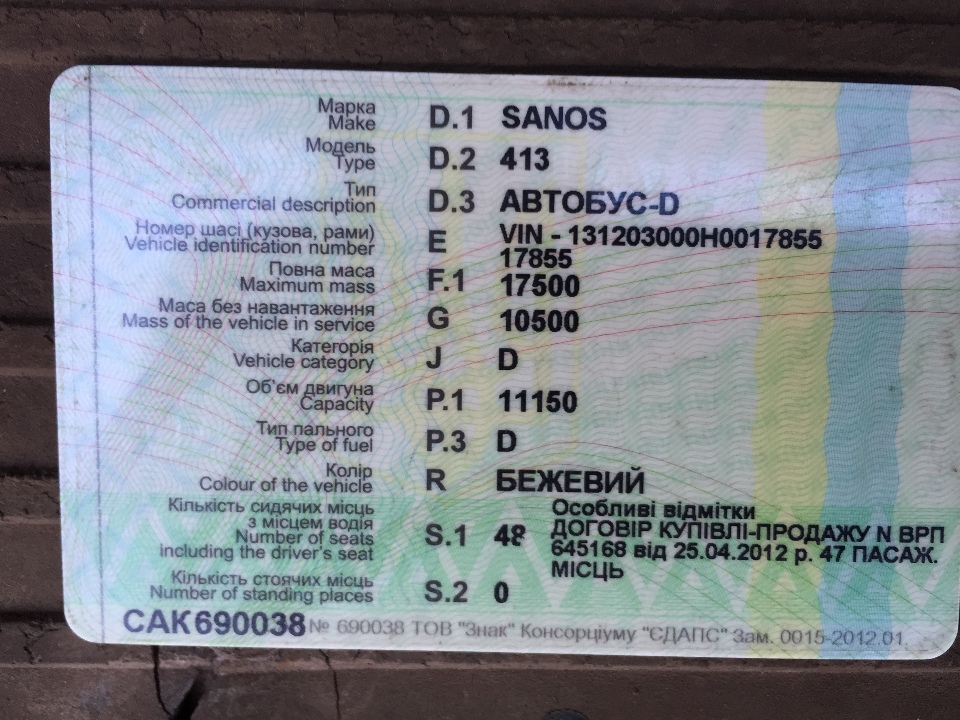 Марка
Make D.1 SANOS
Модель
Type D.2 413
Тип
Commercial description D.3 АВТОБУС-D
Номер шасі (кузова, рами)
Vehicle identification number E VIN - 131203000H0017855
17855
Повна маса
Maximum mass F.1 17500
Маса без навантаження
Mass of the vehicle in service G 10500
Категорія
Vehicle category J D
Об'єм двигуна
Capacity P.1 11150
Тип пального
Type of fuel P.3 D
Колір
Colour of the vehicle R БЕЖЕВИЙ
Кількість сидячих місць
з місцем водія
Number of seats
including the driver's seat S.1 48
Особливі відмітки
ДОГОВІР КУПІВЛІ-ПРОДАЖУ N ВРП
645168 від 25.04.2012 р. 47 ПАСАЖ.
МІСЦЬ
Кількість стоячих місць
Number of standing places S.2 0
САК690038 № 690038 ТОВ "Знак" Консорціуму "ЄДАПС" Зам. 0015-2012.01.